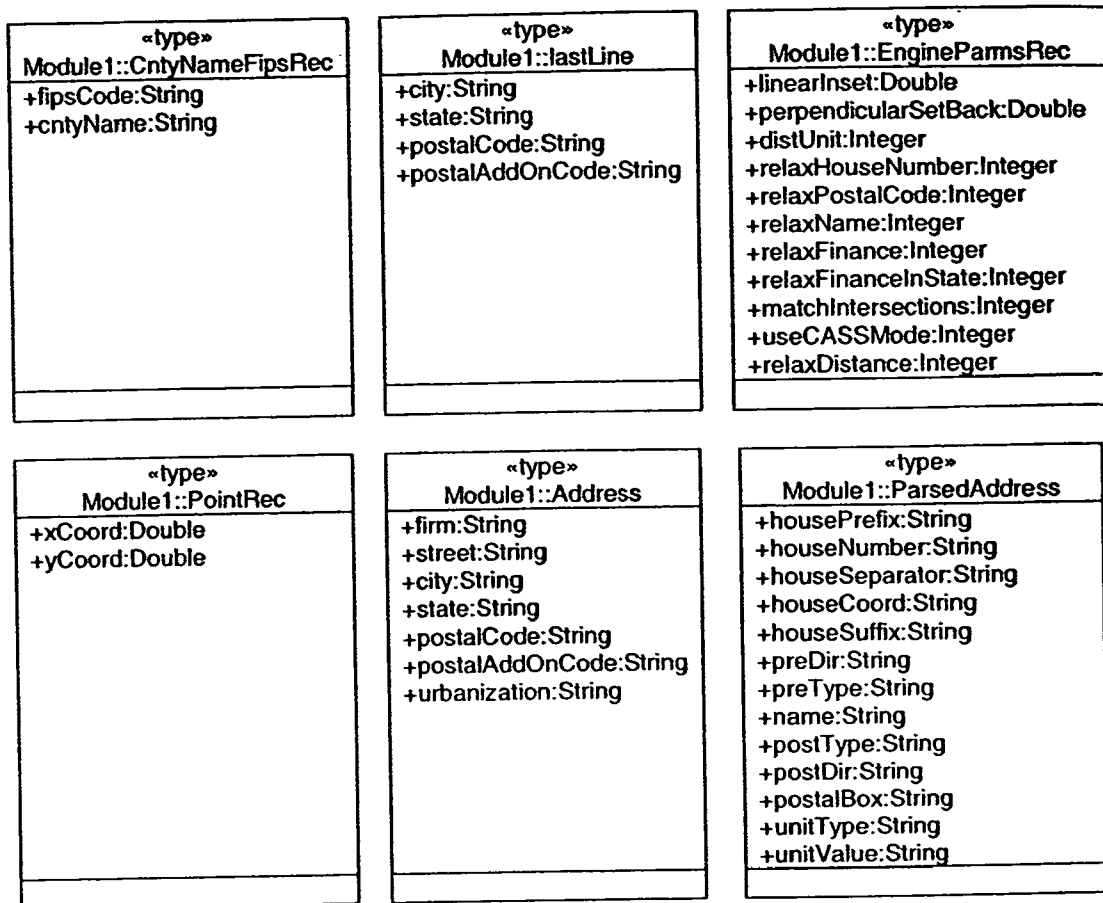 «type»
Module1::CntyNameFipsRec
+fipsCode:String
+cntyName:String
«type»
Module1::lastLine
+city:String
+state:String
+postalCode:String
+postalAddOnCode:String
«type»
Module1::EngineParmsRec
+linearInset:Double
+perpendicularSetBack:Double
+distUnit:Integer
+relaxHouseNumber:Integer
+relaxPostalCode:Integer
+relaxName:Integer
+relaxFinance:Integer
+relaxFinanceInState:Integer
+matchIntersections:Integer
+useCASSMode:Integer
+relaxDistance:Integer
«type»
Module1::PointRec
+xCoord:Double
+yCoord:Double
«type»
Module1::Address
+firm:String
+street:String
+city:String
+state:String
+postalCode:String
+postalAddOnCode:String
+urbanization:String
«type»
Module1::ParsedAddress
+housePrefix:String
+houseNumber:String
+houseSeparator:String
+houseCoord:String
+houseSuffix:String
+preDir:String
+preType:String
+name:String
+postType:String
+postDir:String
+postalBox:String
+unitType:String
+unitValue:String